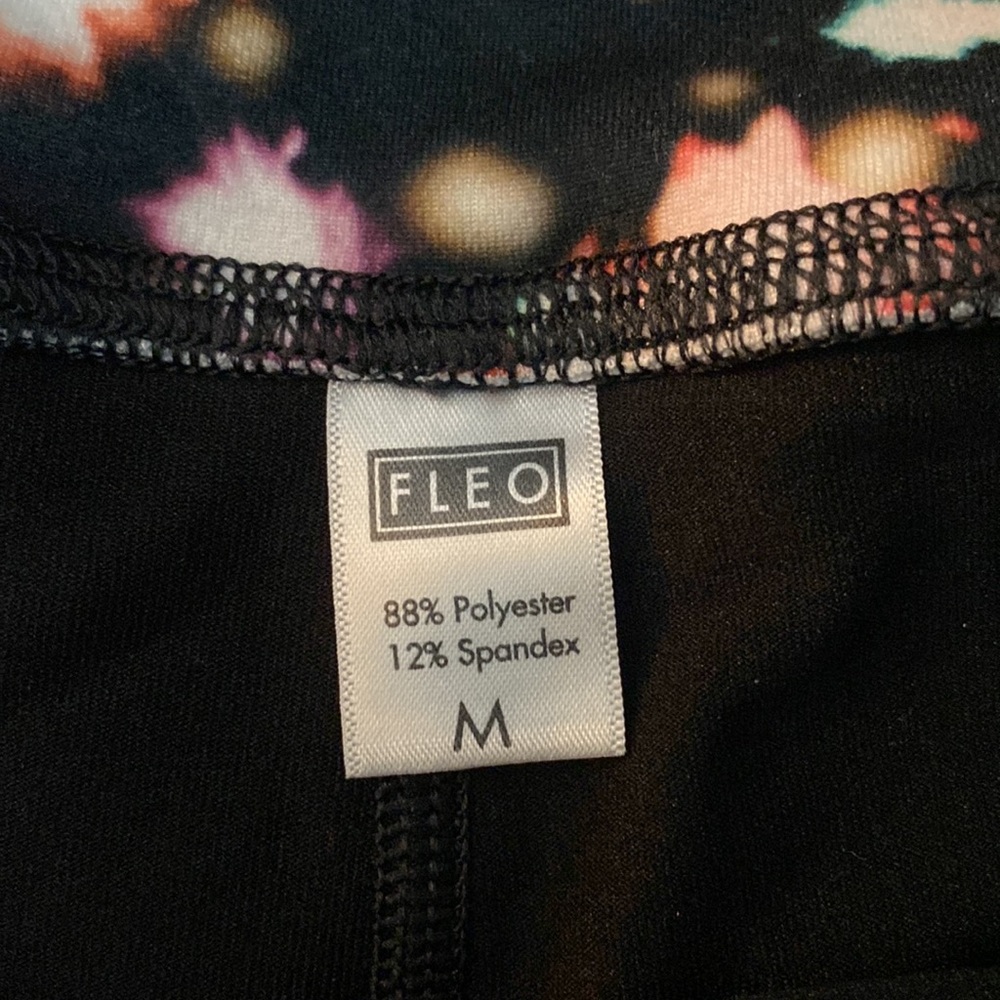 FLEO
88% Polyester
12% Spandex
M